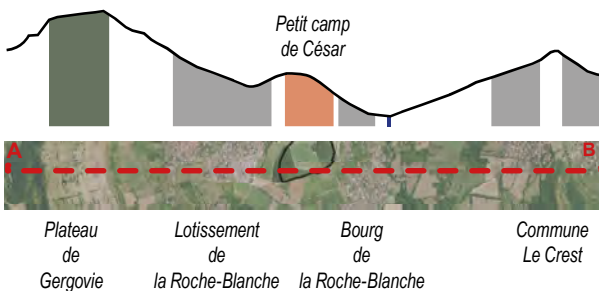 Petit camp
de César
A
B
Plateau
de
Gergovie
Lotissement
de
la Roche-Blanche
Bourg
de
la Roche-Blanche
Commune
Le Crest